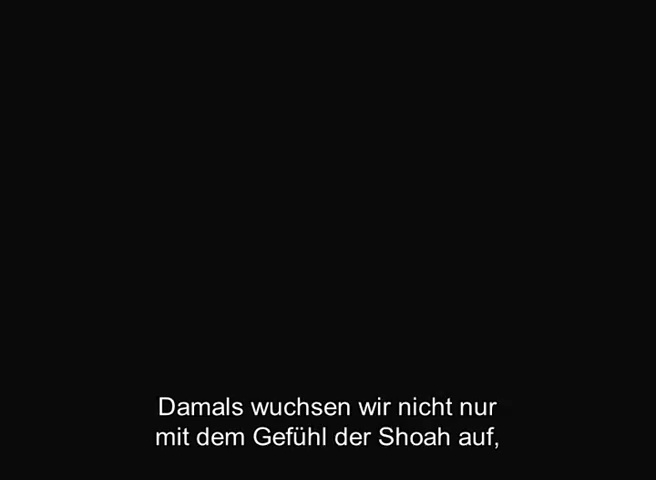 Damals wuchsen wir nicht nur
mit dem Gefühl der Shoah auf,